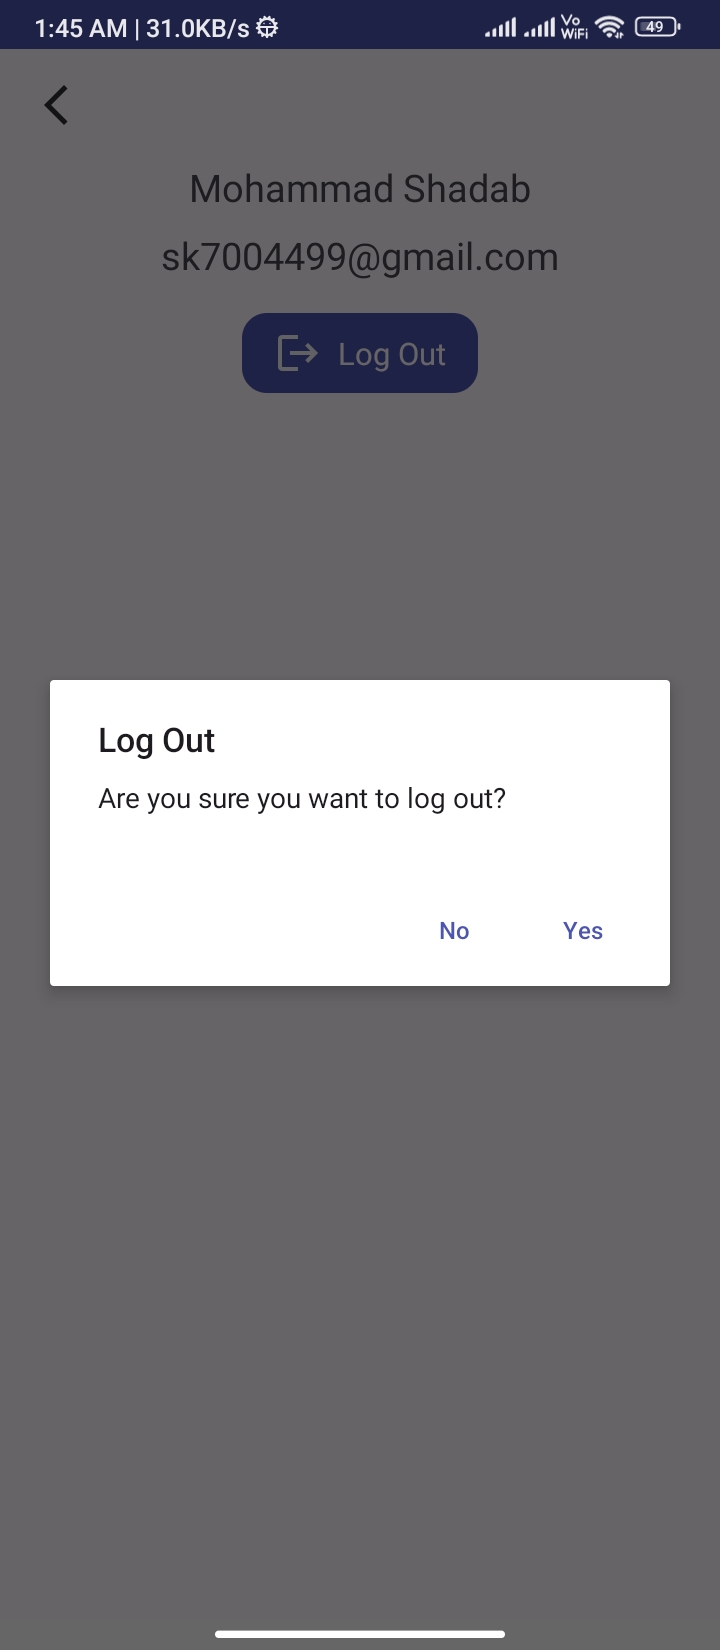 1:45 AM | 31.0KB/s
Vo
WiFi
49
Mohammad Shadab
sk7004499@gmail.com
Log Out
Log Out
Are you sure you want to log out?
No Yes